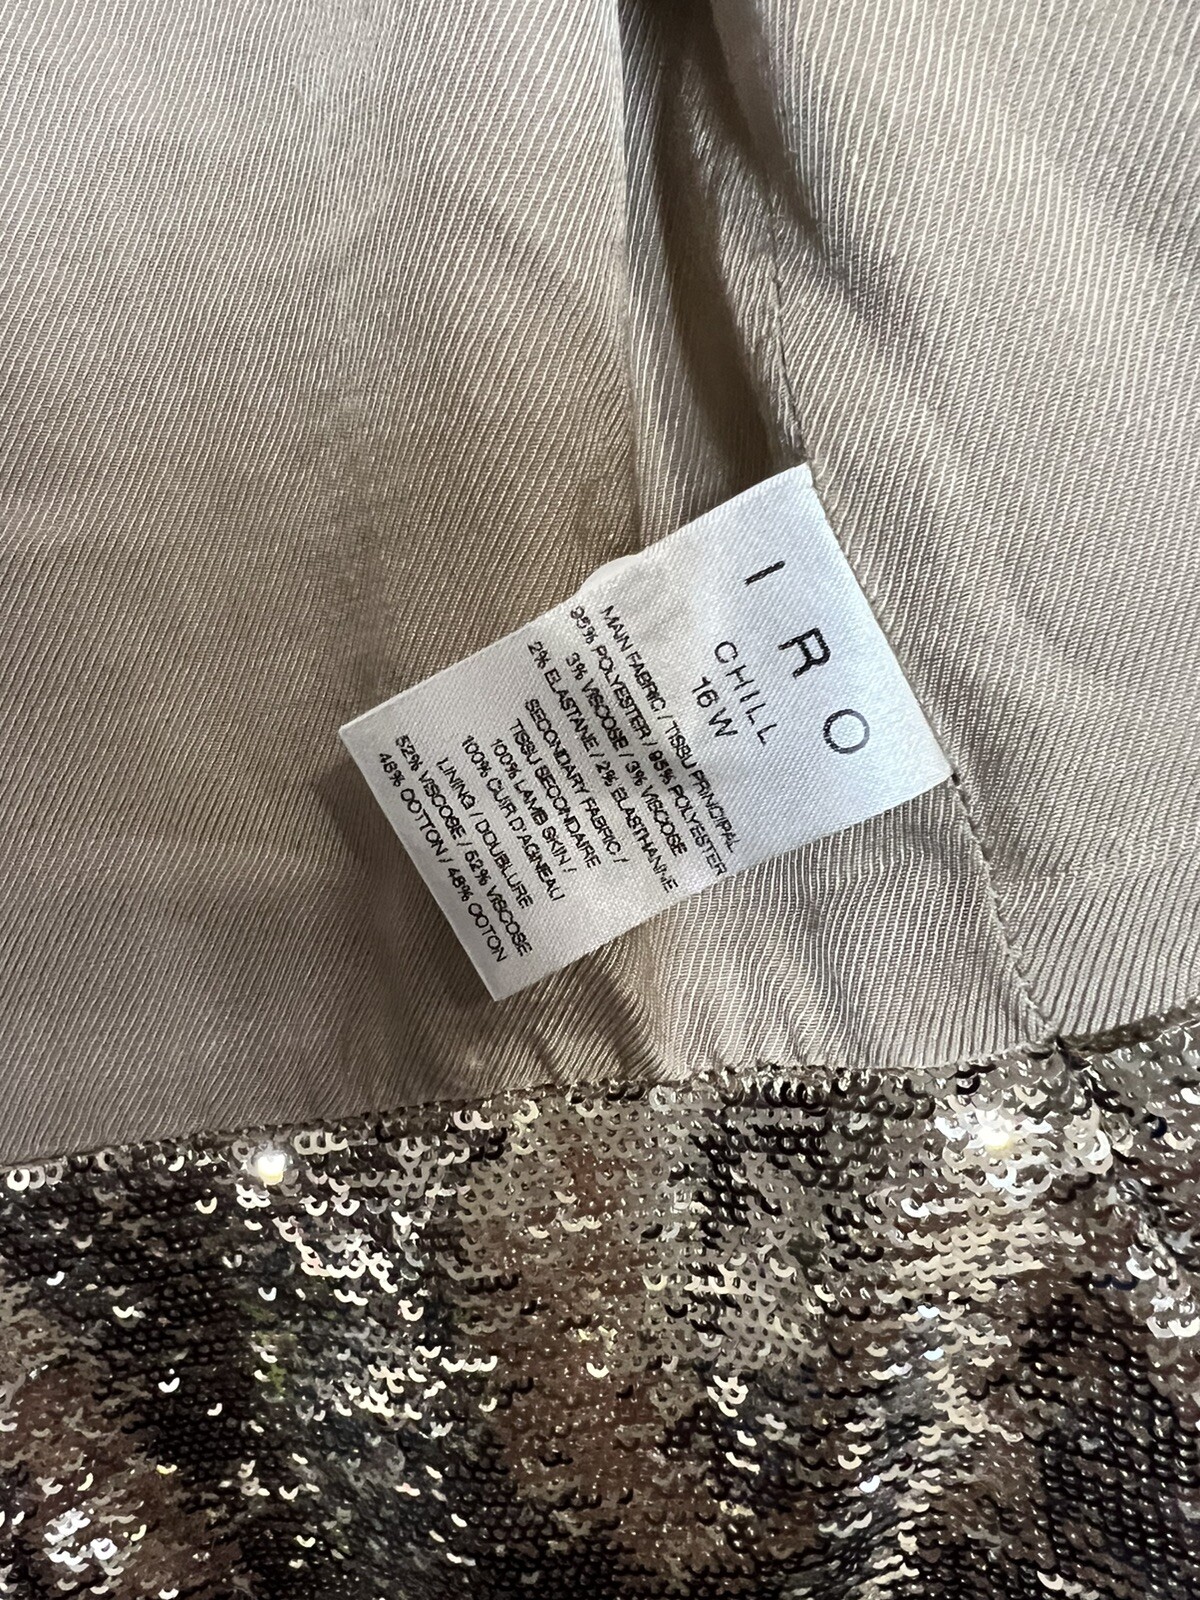 IRO
CHILL
16W
MAIN FABRIC / TISSU PRINCIPAL
95% POLYESTER / 95% POLYESTER
3% VISCOSE / 3% VISCOSE
2% ELASTANE / 2% ELASTHANNE
SECONDARY FABRIC /
TISSU SECONDAIRE
100% LAMB SKIN /
100% CUIR D'AGNEAU
LINING / DOUBLURE
52% VISCOSE / 52% VISCOSE
48% COTTON / 48% COTON